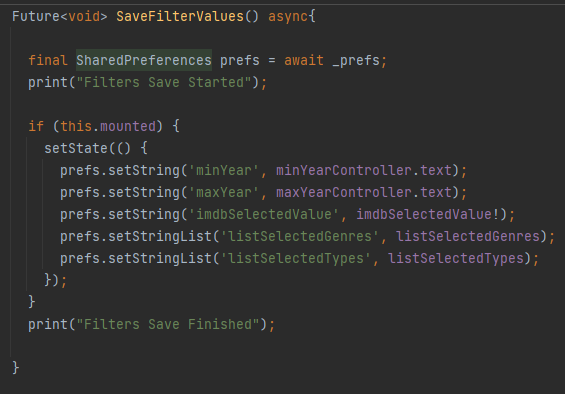 Future<void> SaveFilterValues() async{
final SharedPreferences prefs = await _prefs;
print("Filters Save Started");
if (this.mounted) {
setState(() {
prefs.setString('minYear', minYearController.text);
prefs.setString('maxYear', maxYearController.text);
prefs.setString('imdbSelectedValue', imdbSelectedValue!);
prefs.setStringList('listSelectedGenres', listSelectedGenres);
prefs.setStringList('listSelectedTypes', listSelectedTypes);
});
}
print("Filters Save Finished");
}